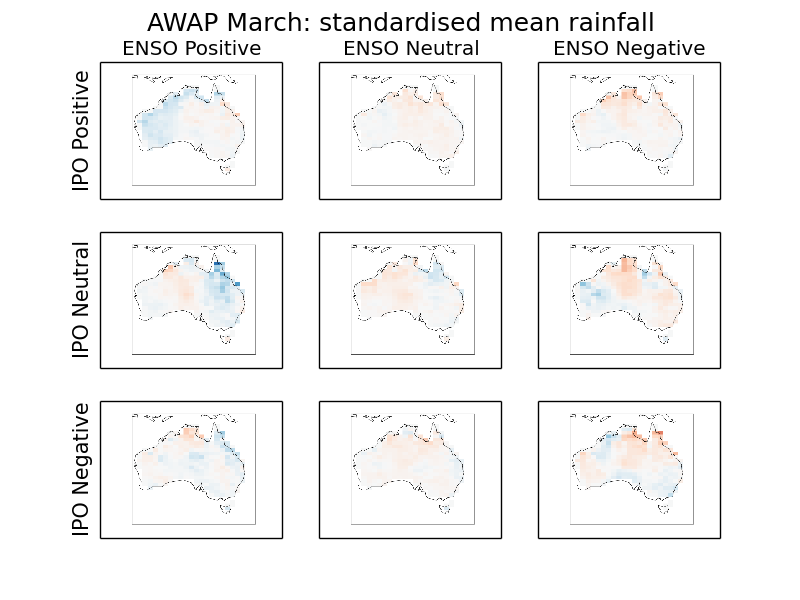 AWAP March: standardised mean rainfall
ENSO Positive
ENSO Neutral
ENSO Negative
IPO Positive
IPO Neutral
IPO Negative